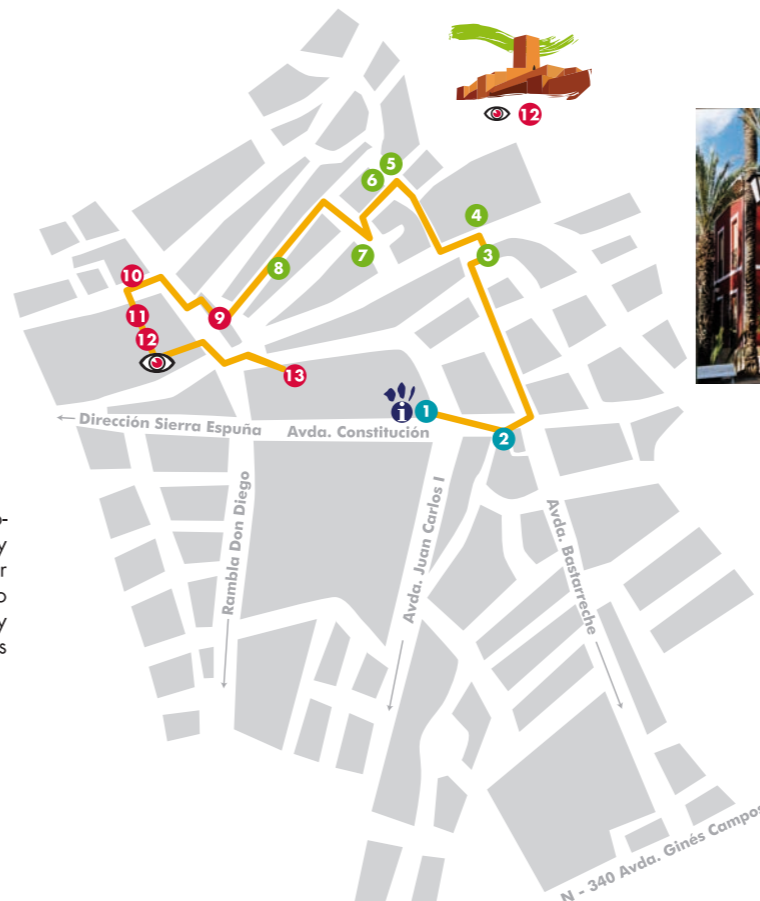 12
5
6
4
3
7
8
10
9
11
12
13
i 1
2
Dirección Sierra Espuña
Avda. Constitución
Rambla Don Diego
Avda. Juan Carlos I
Avda. Bastarreche
N - 340 Avda. Ginés Campos
y
r
o
y
s